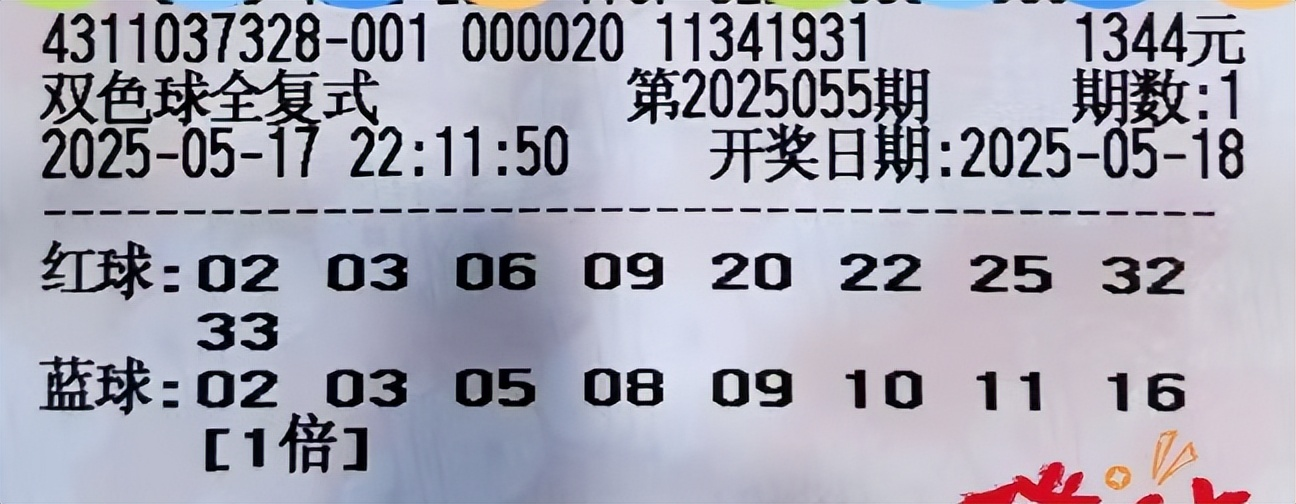 4311037328-001 000020 11341931 1344元
双色球全复式 第2025055期 期数:1
2025-05-17 22:11:50 开奖日期:2025-05-18
红球:02 03 06 09 20 22 25 32
33
蓝球:02 03 05 08 09 10 11 16
[1倍]